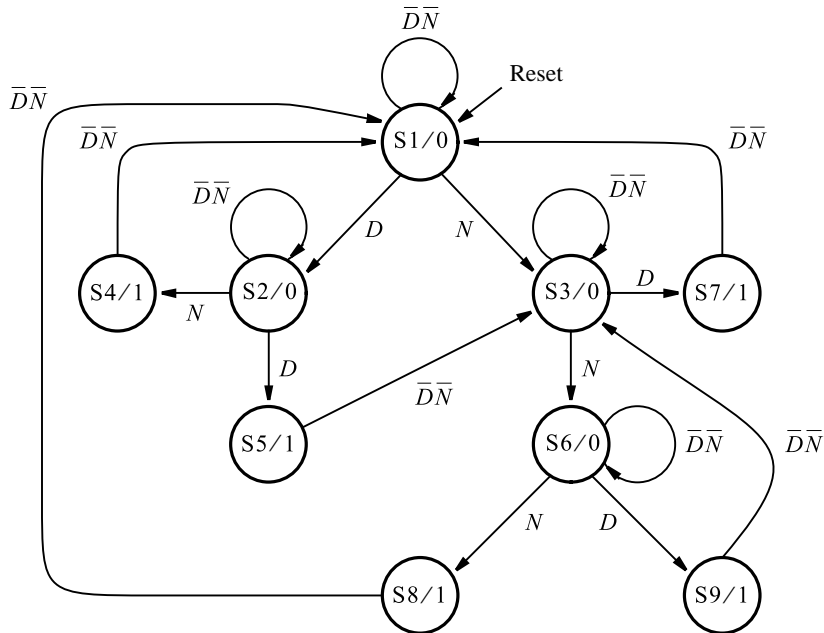 D̅N̅
Reset
D̅N̅
S1/0
D̅N̅
D̅N̅
D̅N̅
D̅N̅
D
N
S4/1
S2/0
S3/0
S7/1
N
D
D
N
D̅N̅
S5/1
S6/0
D̅N̅
D̅N̅
N
D
S8/1
S9/1